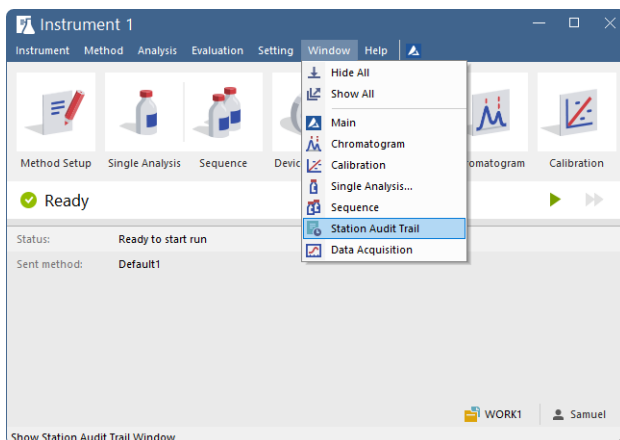 Instrument 1
Instrument Method Analysis Evaluation Setting Window Help
Hide All
Show All
Main
Chromatogram
Calibration
Single Analysis...
Sequence
Station Audit Trail
Data Acquisition
Method Setup Single Analysis Sequence Devic omatogram Calibration
Ready
Status: Ready to start run
Sent method: Default1
WORK1 Samuel
Show Station Audit Trail Window